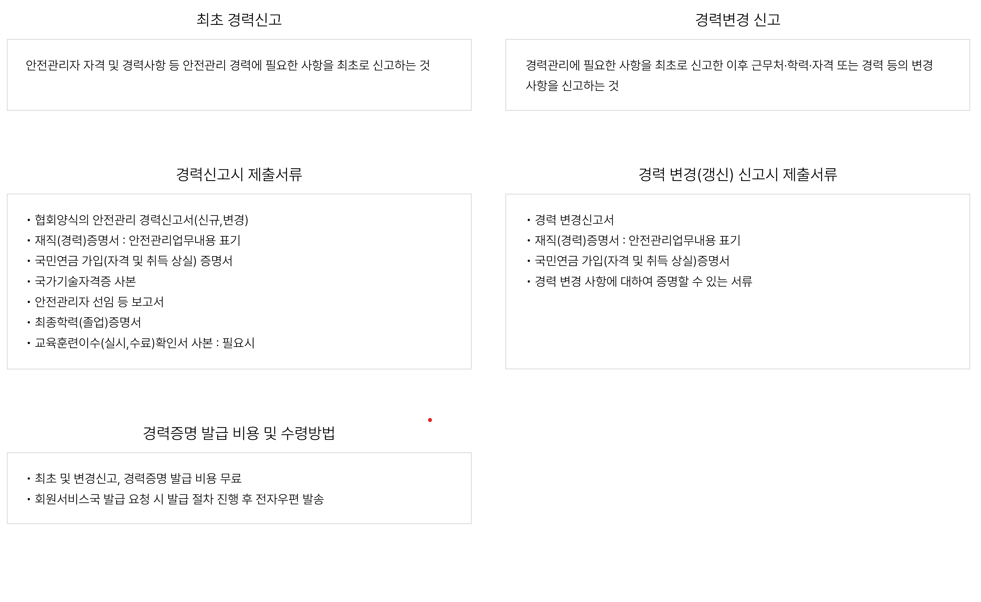 최초 경력신고
안전관리자 자격 및 경력사항 등 안전관리 경력에 필요한 사항을 최초로 신고하는 것
경력변경 신고
경력관리에 필요한 사항을 최초로 신고한 이후 근무처·학력·자격 또는 경력 등의 변경
사항을 신고하는 것
경력신고시 제출서류
• 협회양식의 안전관리 경력신고서(신규,변경)
• 재직(경력)증명서 : 안전관리업무내용 표기
• 국민연금 가입(자격 및 취득 상실) 증명서
• 국가기술자격증 사본
• 안전관리자 선임 등 보고서
• 최종학력(졸업)증명서
• 교육훈련이수(실시,수료)확인서 사본 : 필요시
경력 변경(갱신) 신고시 제출서류
• 경력 변경신고서
• 재직(경력)증명서 : 안전관리업무내용 표기
• 국민연금 가입(자격 및 취득 상실)증명서
• 경력 변경 사항에 대하여 증명할 수 있는 서류
경력증명 발급 비용 및 수령방법
• 최초 및 변경신고, 경력증명 발급 비용 무료
• 회원서비스국 발급 요청 시 발급 절차 진행 후 전자우편 발송